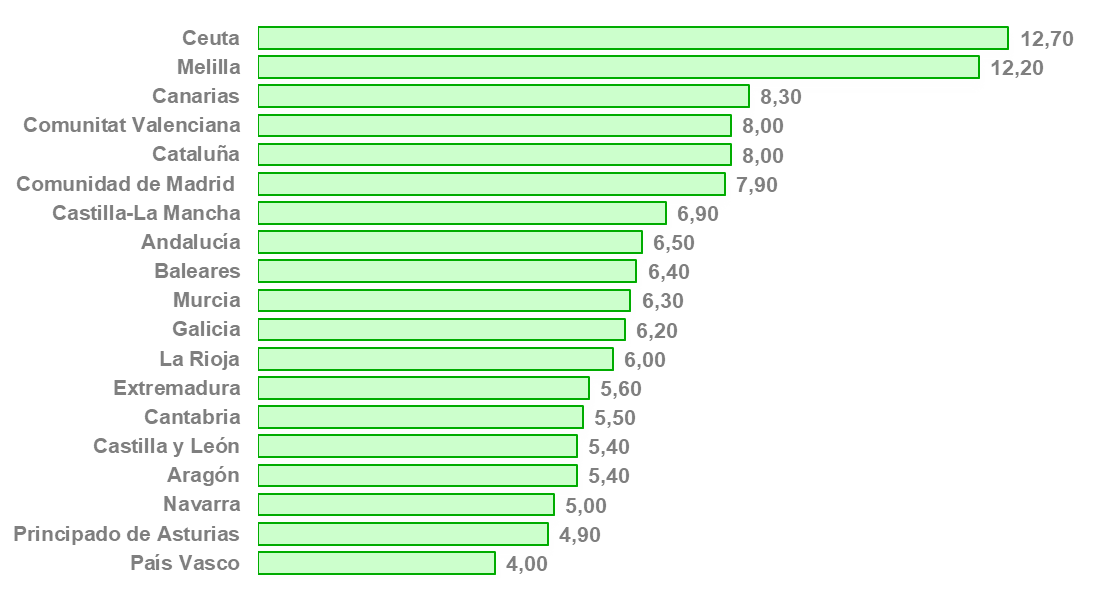 Ceuta 12,70
Melilla 12,20
Canarias 8,30
Comunitat Valenciana 8,00
Cataluña 8,00
Comunidad de Madrid 7,90
Castilla-La Mancha 6,90
Andalucía 6,50
Baleares 6,40
Murcia 6,30
Galicia 6,20
La Rioja 6,00
Extremadura 5,60
Cantabria 5,50
Castilla y León 5,40
Aragón 5,40
Navarra 5,00
Principado de Asturias 4,90
País Vasco 4,00